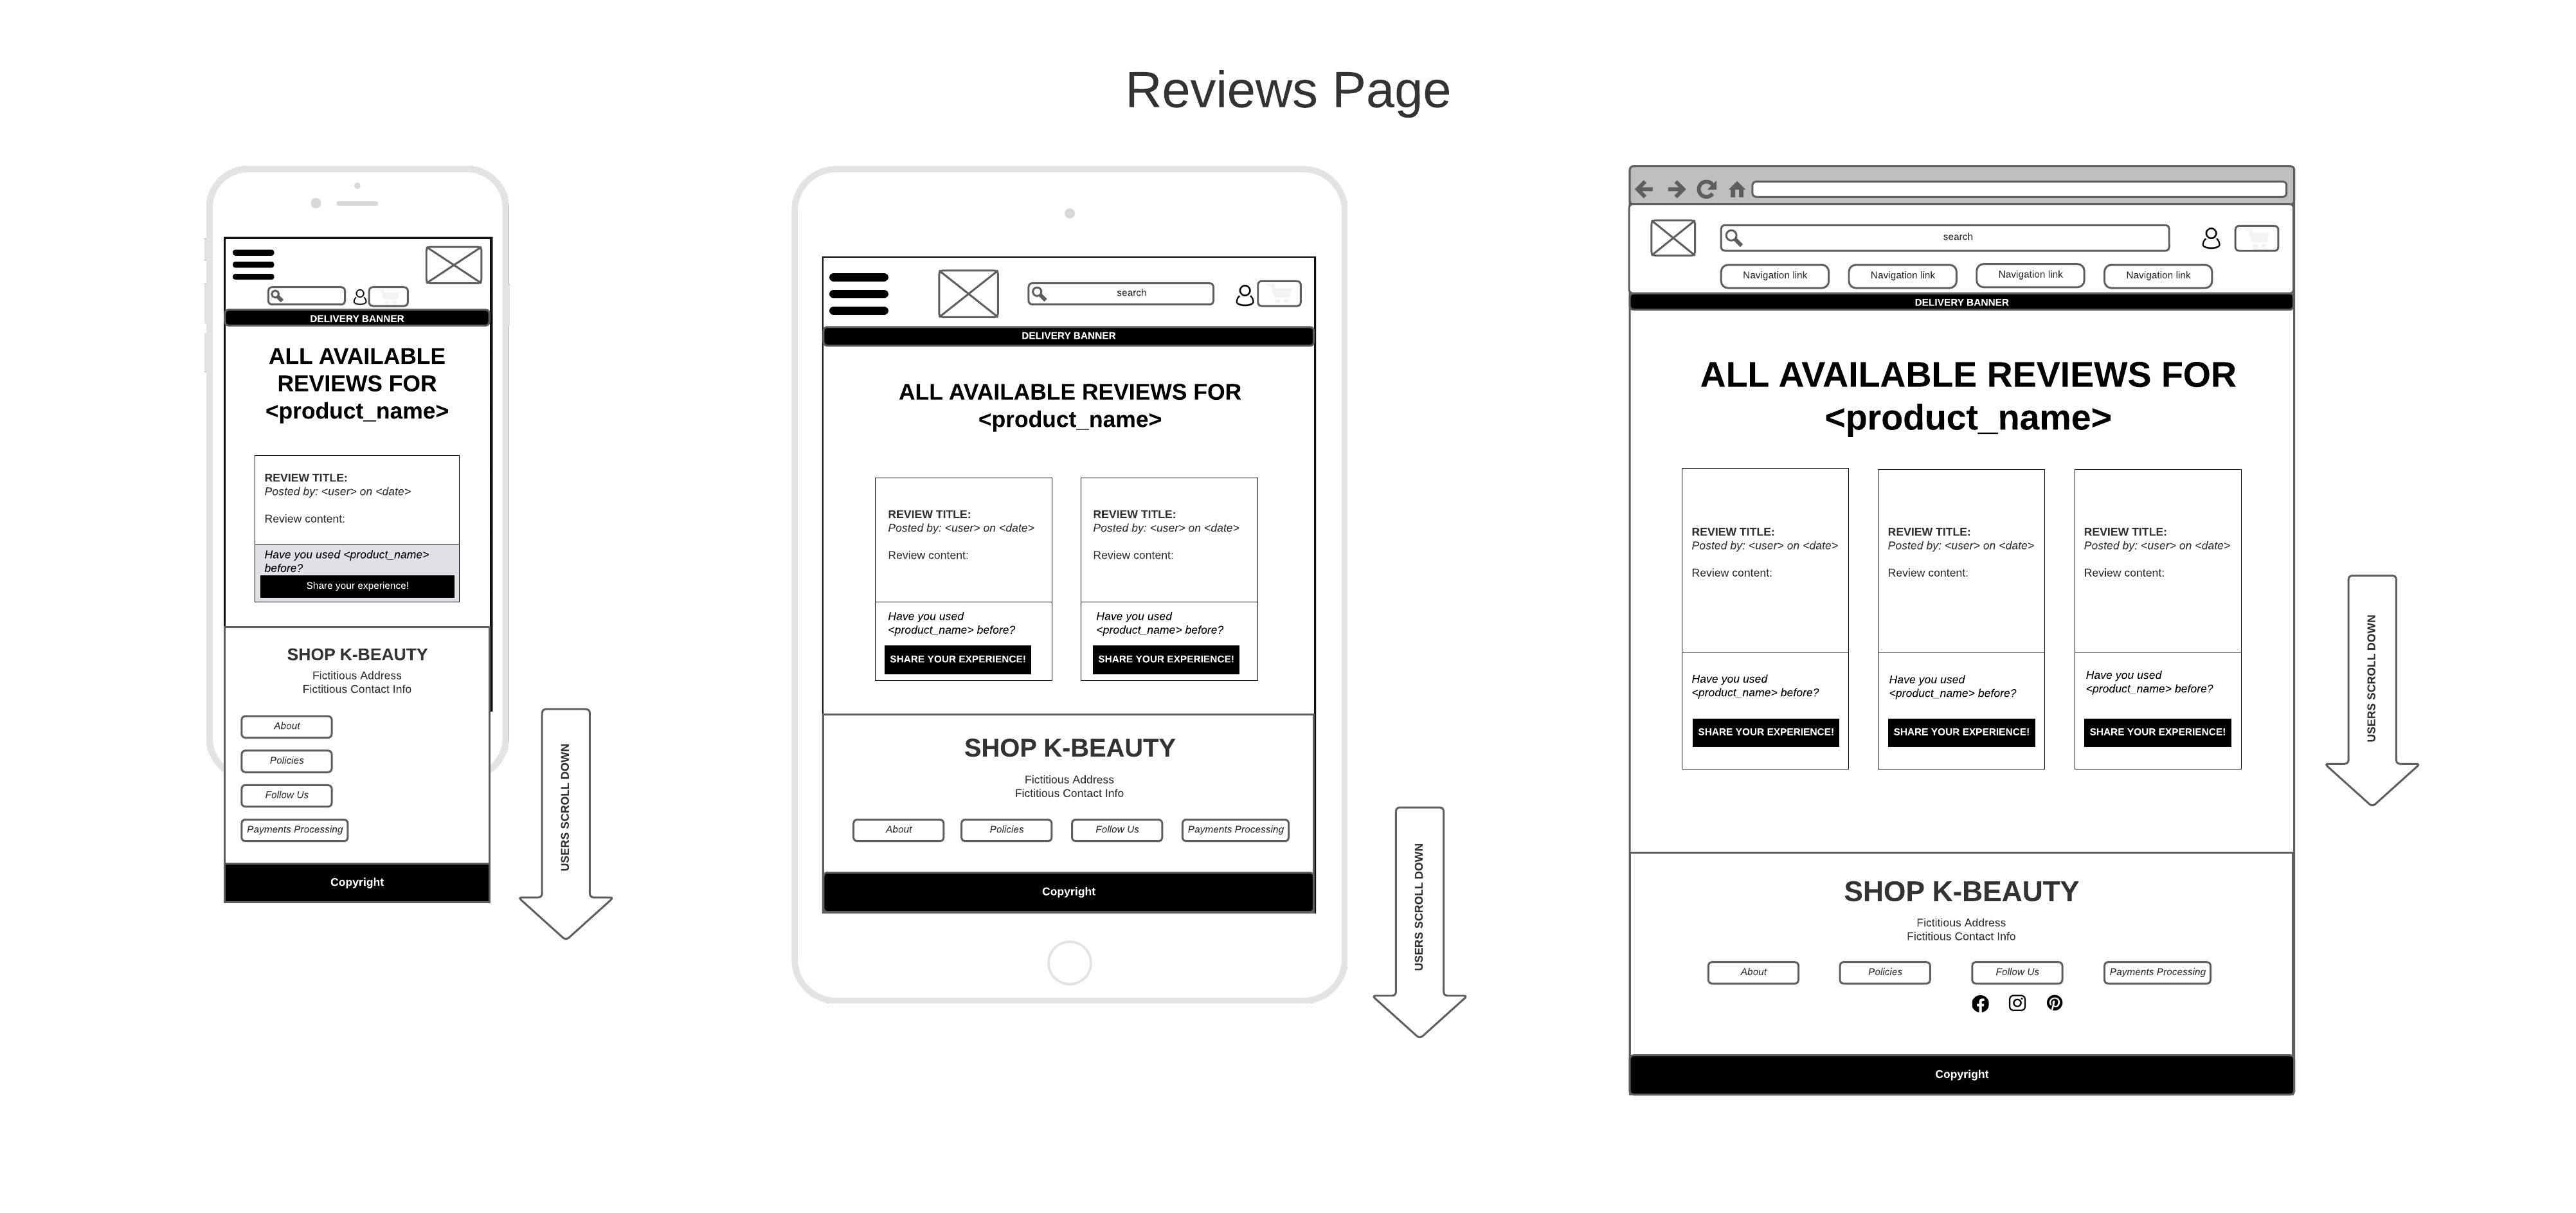 Reviews Page
DELIVERY BANNER
ALL AVAILABLE
REVIEWS FOR
<product_name>
REVIEW TITLE:
Posted by: <user> on <date>
Review content:
Have you used <product_name>
before?
Share your experience!
SHOP K-BEAUTY
Fictitious Address
Fictitious Contact Info
About
Policies
Follow Us
Payments Processing
Copyright
USERS SCROLL DOWN
search
DELIVERY BANNER
ALL AVAILABLE REVIEWS FOR
<product_name>
REVIEW TITLE:
Posted by: <user> on <date>
Review content:
Have you used
<product_name> before?
SHARE YOUR EXPERIENCE!
REVIEW TITLE:
Posted by: <user> on <date>
Review content:
Have you used
<product_name> before?
SHARE YOUR EXPERIENCE!
SHOP K-BEAUTY
Fictitious Address
Fictitious Contact Info
About
Policies
Follow Us
Payments Processing
Copyright
USERS SCROLL DOWN
search
Navigation link
Navigation link
Navigation link
Navigation link
DELIVERY BANNER
ALL AVAILABLE REVIEWS FOR
<product_name>
REVIEW TITLE:
Posted by: <user> on <date>
Review content:
Have you used
<product_name> before?
SHARE YOUR EXPERIENCE!
REVIEW TITLE:
Posted by: <user> on <date>
Review content:
Have you used
<product_name> before?
SHARE YOUR EXPERIENCE!
REVIEW TITLE:
Posted by: <user> on <date>
Review content:
Have you used
<product_name> before?
SHARE YOUR EXPERIENCE!
SHOP K-BEAUTY
Fictitious Address
Fictitious Contact Info
About
Policies
Follow Us
Payments Processing
Copyright
USERS SCROLL DOWN